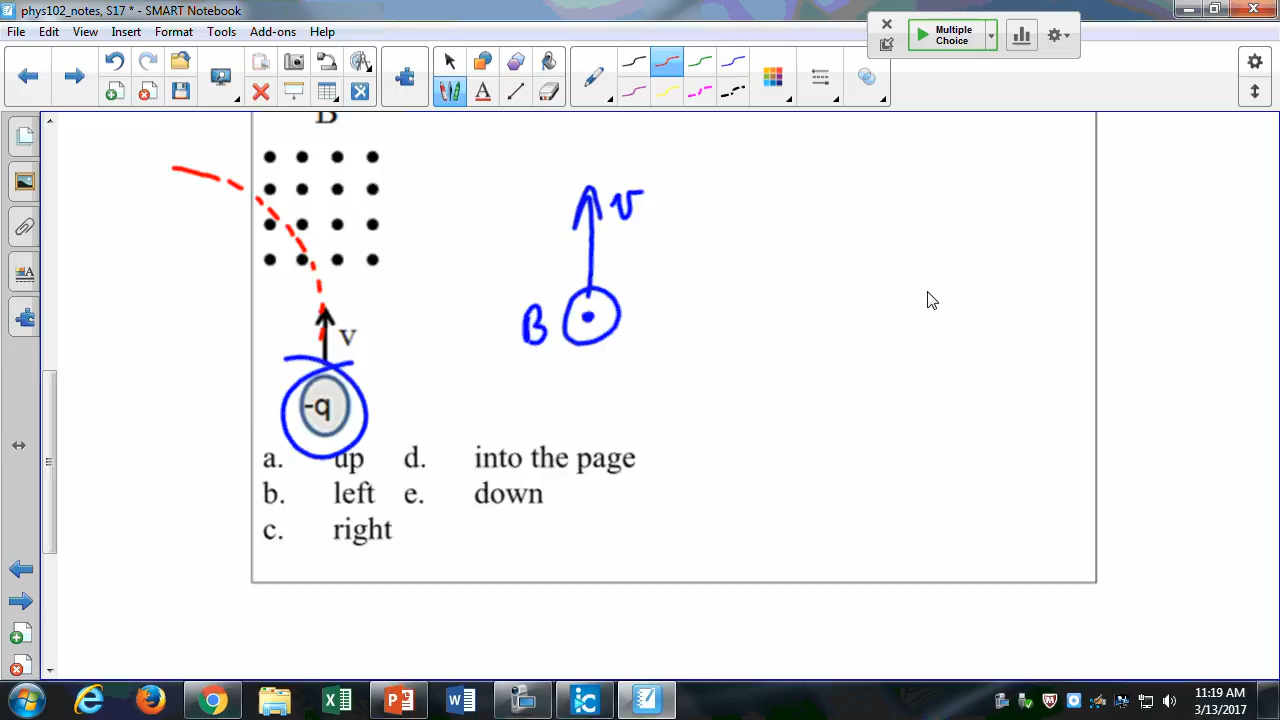 phys102_notes, S17 * - SMART Notebook
File Edit View Insert Format Tools Add-ons Help
Multiple
Choice
B
v
v
B
-q
a. up d. into the page
b. left e. down
c. right
11:19 AM
3/13/2017